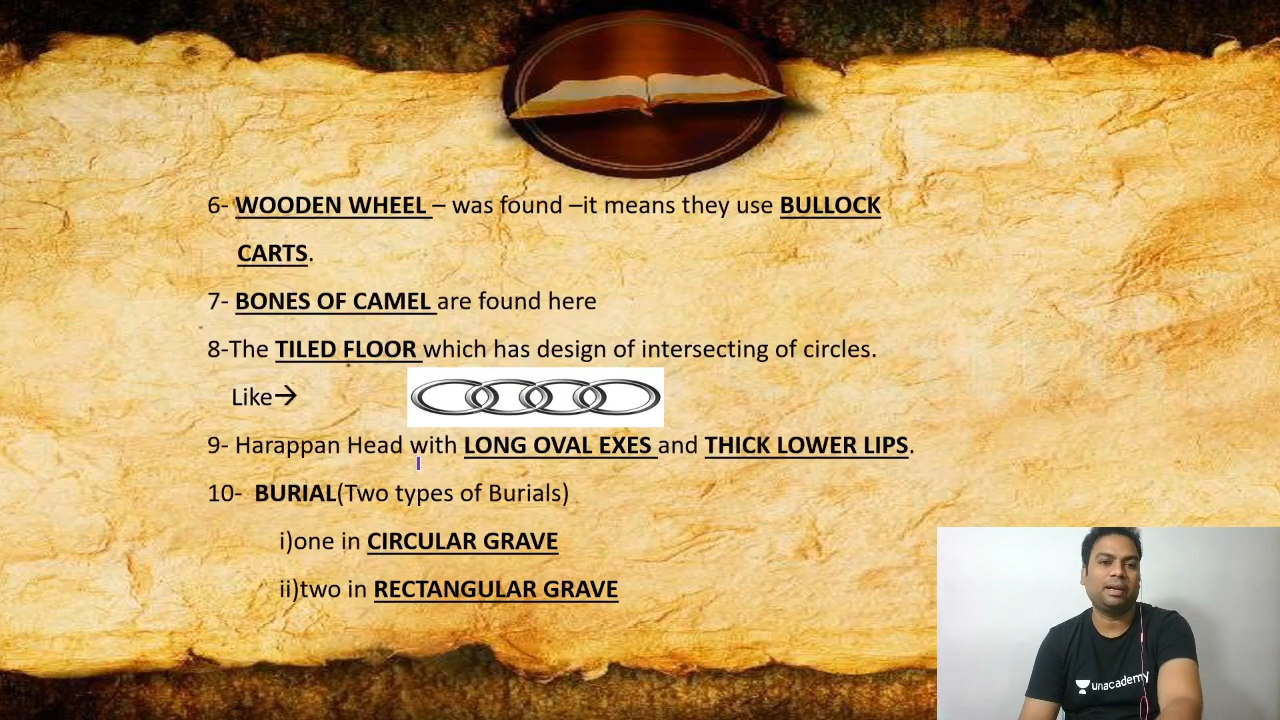 6- WOODEN WHEEL – was found –it means they use BULLOCK
CARTS.
7- BONES OF CAMEL are found here
8-The TILED FLOOR which has design of intersecting of circles.
Like→
9- Harappan Head with LONG OVAL EXES and THICK LOWER LIPS.
10- BURIAL(Two types of Burials)
i)one in CIRCULAR GRAVE
ii)two in RECTANGULAR GRAVE
unacademy